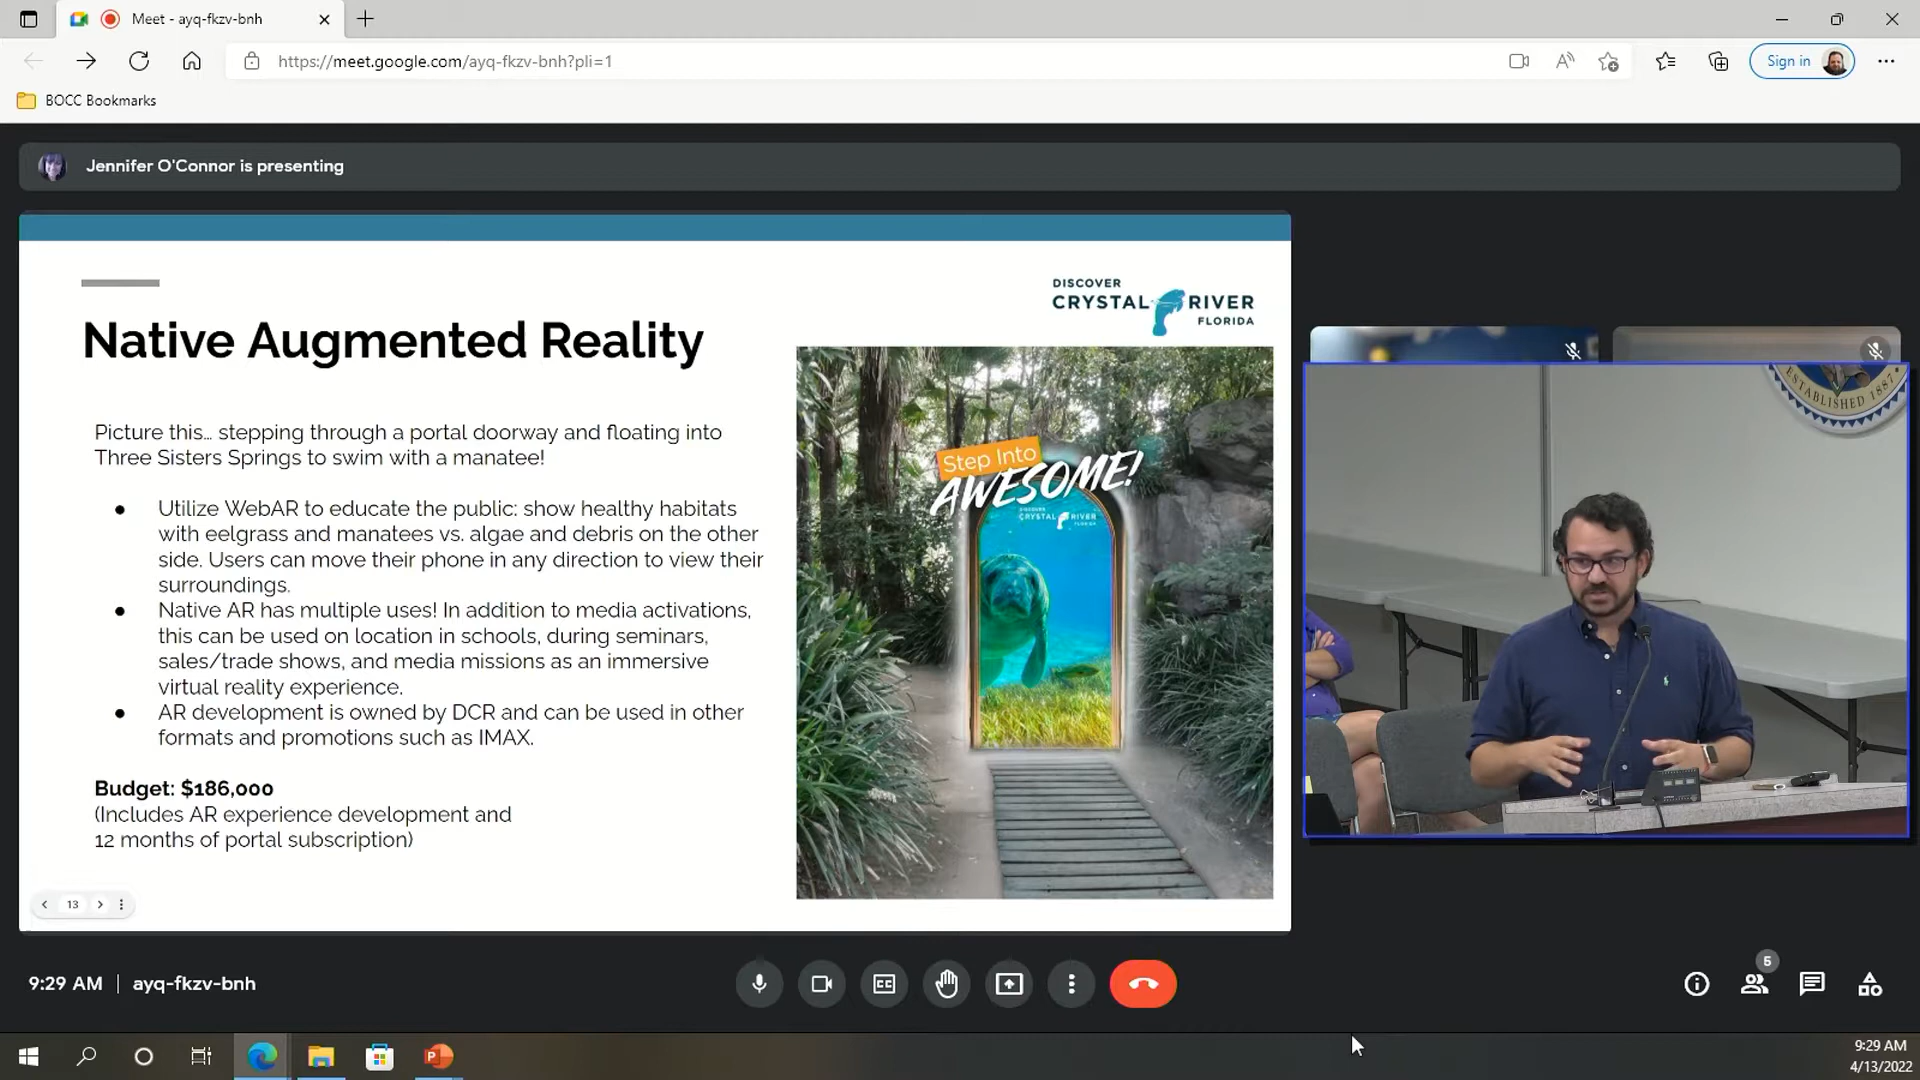 Meet - ayq-fkzv-bnh
https://meet.google.com/ayq-fkzv-bnh?pli=1
Sign in
BOCC Bookmarks
Jennifer O'Connor is presenting
DISCOVER
CRYSTAL RIVER
FLORIDA
Native Augmented Reality
Picture this... stepping through a portal doorway and floating into
Three Sisters Springs to swim with a manatee!
● Utilize WebAR to educate the public: show healthy habitats
with eelgrass and manatees vs. algae and debris on the other
side. Users can move their phone in any direction to view their
surroundings.
● Native AR has multiple uses! In addition to media activations,
this can be used on location in schools, during seminars,
sales/trade shows, and media missions as an immersive
virtual reality experience.
● AR development is owned by DCR and can be used in other
formats and promotions such as IMAX.
Budget: $186,000
(Includes AR experience development and
12 months of portal subscription)
Step Into
AWESOME!
DISCOVER
CRYSTAL RIVER
FLORIDA
ESTABLISHED 1887
13
9:29 AM | ayq-fkzv-bnh
5
9:29 AM
4/13/2022